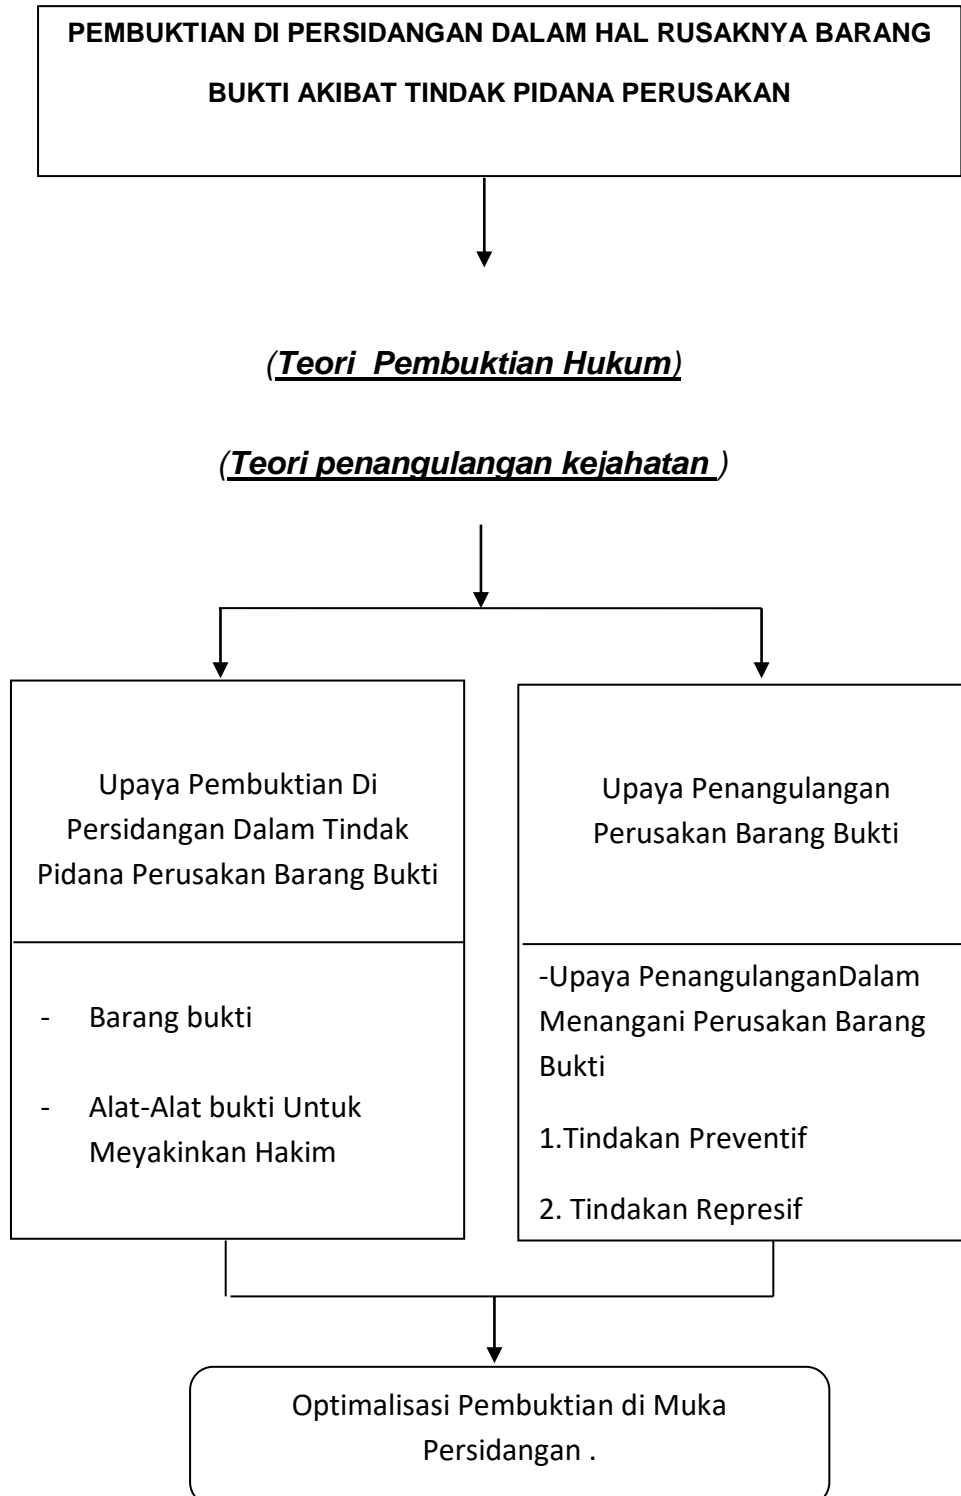 PEMBUKTIAN DI PERSIDANGAN DALAM HAL RUSAKNYA BARANG
BUKTI AKIBAT TINDAK PIDANA PERUSAKAN
(Teori Pembuktian Hukum)
(Teori penangulangan kejahatan )
Upaya Pembuktian Di
Persidangan Dalam Tindak
Pidana Perusakan Barang Bukti
- Barang bukti
- Alat-Alat bukti Untuk
Meyakinkan Hakim
Upaya Penangulangan
Perusakan Barang Bukti
-Upaya PenangulanganDalam
Menangani Perusakan Barang
Bukti
1.Tindakan Preventif
2. Tindakan Represif
Optimalisasi Pembuktian di Muka
Persidangan .